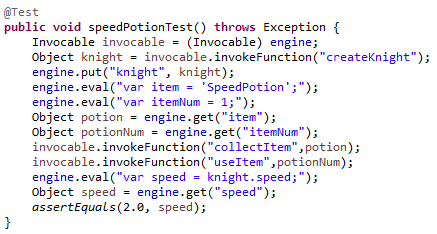 @Test
public void speedPotionTest() throws Exception {
    Invocable invocable = (Invocable) engine;
    Object knight = invocable.invokeFunction("createKnight");
    engine.put("knight", knight);
    engine.eval("var item = 'SpeedPotion';");
    engine.eval("var itemNum = 1;");
    Object potion = engine.get("item");
    Object potionNum = engine.get("itemNum");
    invocable.invokeFunction("collectItem",potion);
    invocable.invokeFunction("useItem",potionNum);
    engine.eval("var speed = knight.speed;");
    Object speed = engine.get("speed");
    assertEquals(2.0, speed);
}